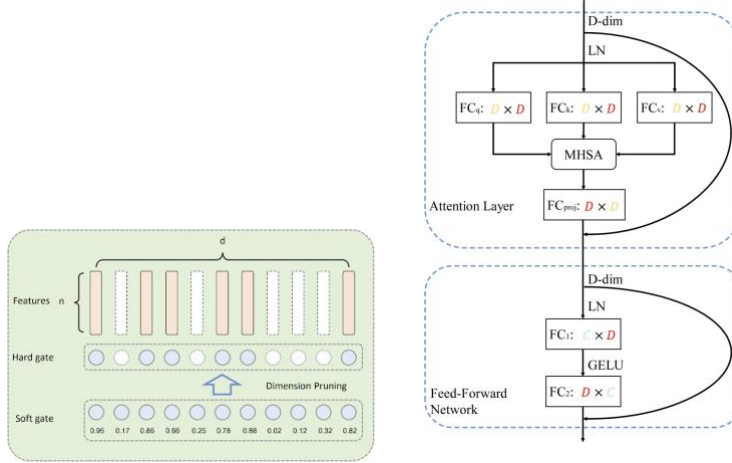 d
Features n
Hard gate
Dimension Pruning
Soft gate
0.95 0.17 0.86 0.66 0.25 0.78 0.88 0.02 0.12 0.32 0.82
D-dim
LN
FCq: D × D
FCk: D × D
FCv: D × D
MHSA
FCproj: D × D
Attention Layer
D-dim
LN
FC1: C × D
GELU
FC2: D × C
Feed-Forward
Network